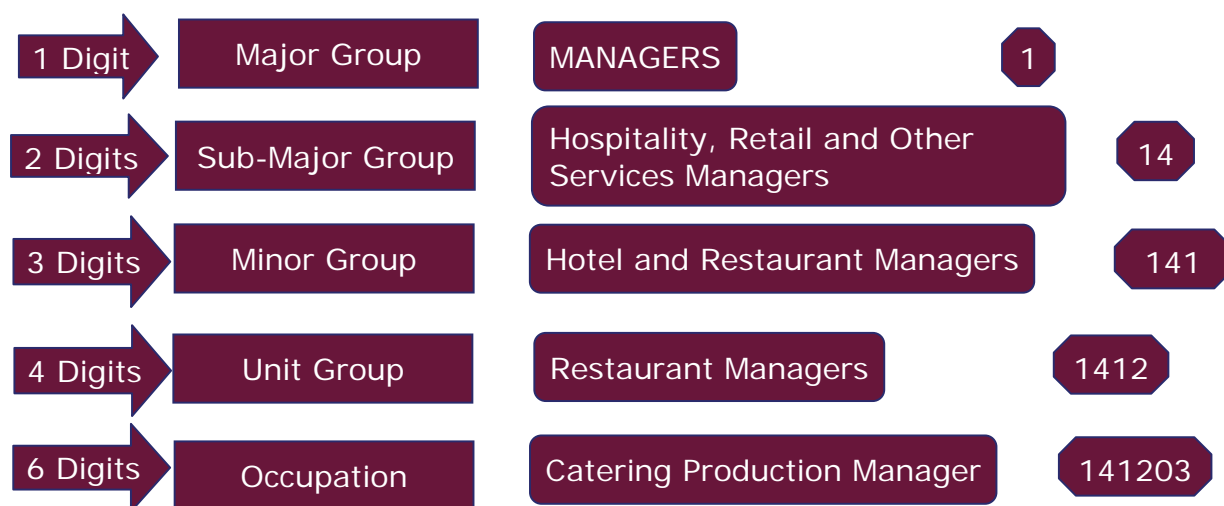 1 Digit Major Group MANAGERS 1
2 Digits Sub-Major Group Hospitality, Retail and Other
Services Managers 14
3 Digits Minor Group Hotel and Restaurant Managers 141
4 Digits Unit Group Restaurant Managers 1412
6 Digits Occupation Catering Production Manager 141203